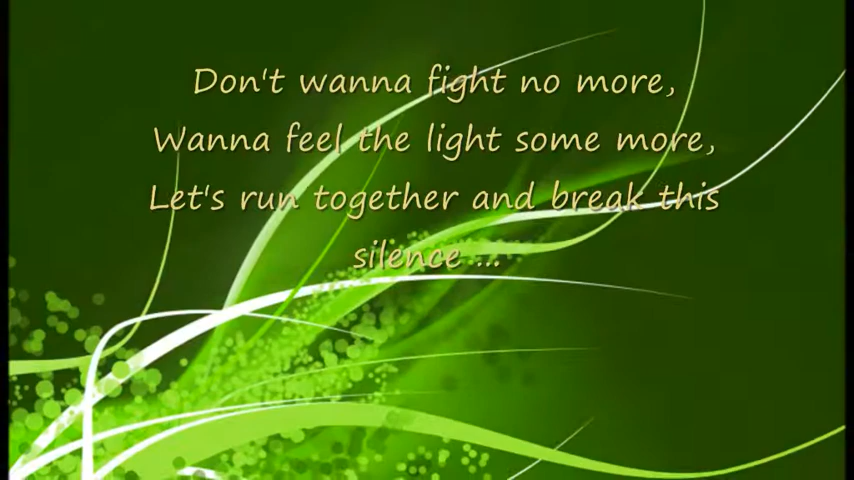 Don't wanna fight no more,
Wanna feel the light some more,
Let's run together and break this
silence ...